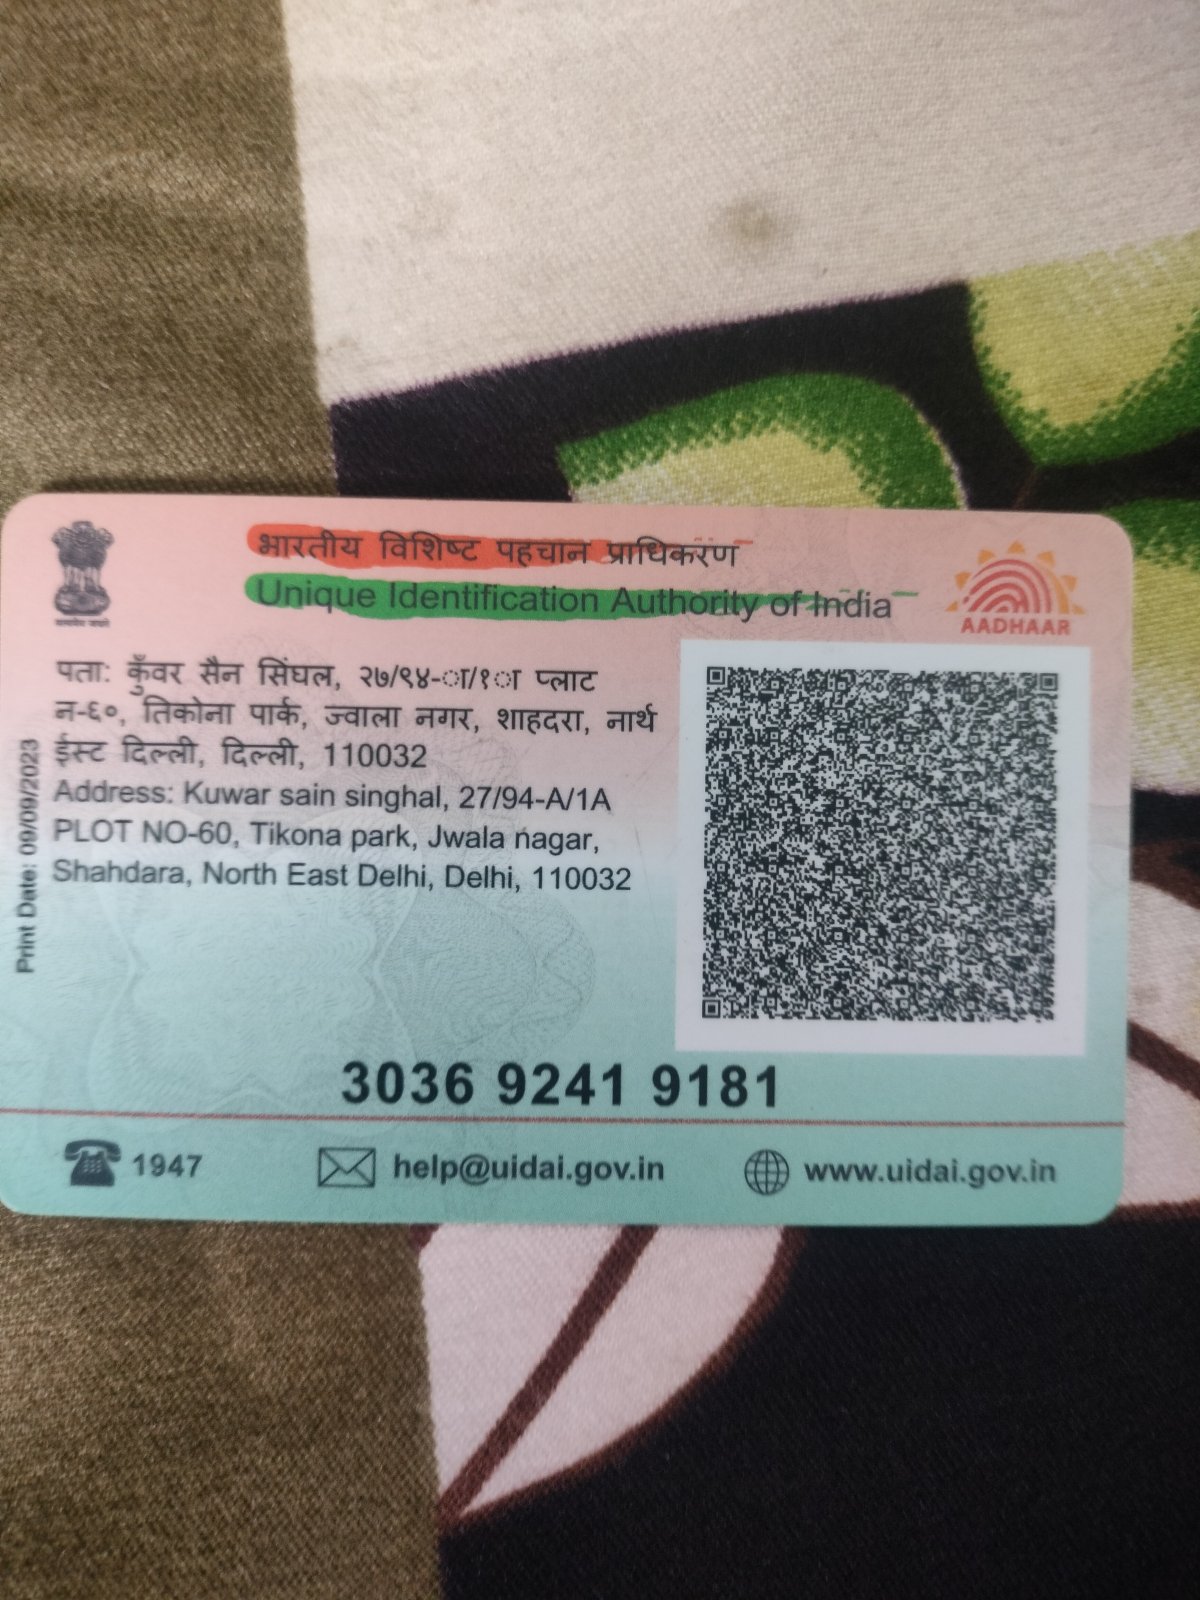 भारतीय विशिष्ट पहचान प्राधिकरण
Unique Identification Authority of India
AADHAAR
पता: कुँवर सैन सिंघल, २७/९४-ा/१ा प्लाट
न-६०, तिकोना पार्क, ज्वाला नगर, शाहदरा, नार्थ
ईस्ट दिल्ली, दिल्ली, 110032
Address: Kuwar sain singhal, 27/94-A/1A
PLOT NO-60, Tikona park, Jwala nagar,
Shahdara, North East Delhi, Delhi, 110032
Print Date: 09/09/2023
3036 9241 9181
1947
help@uidai.gov.in
www.uidai.gov.in